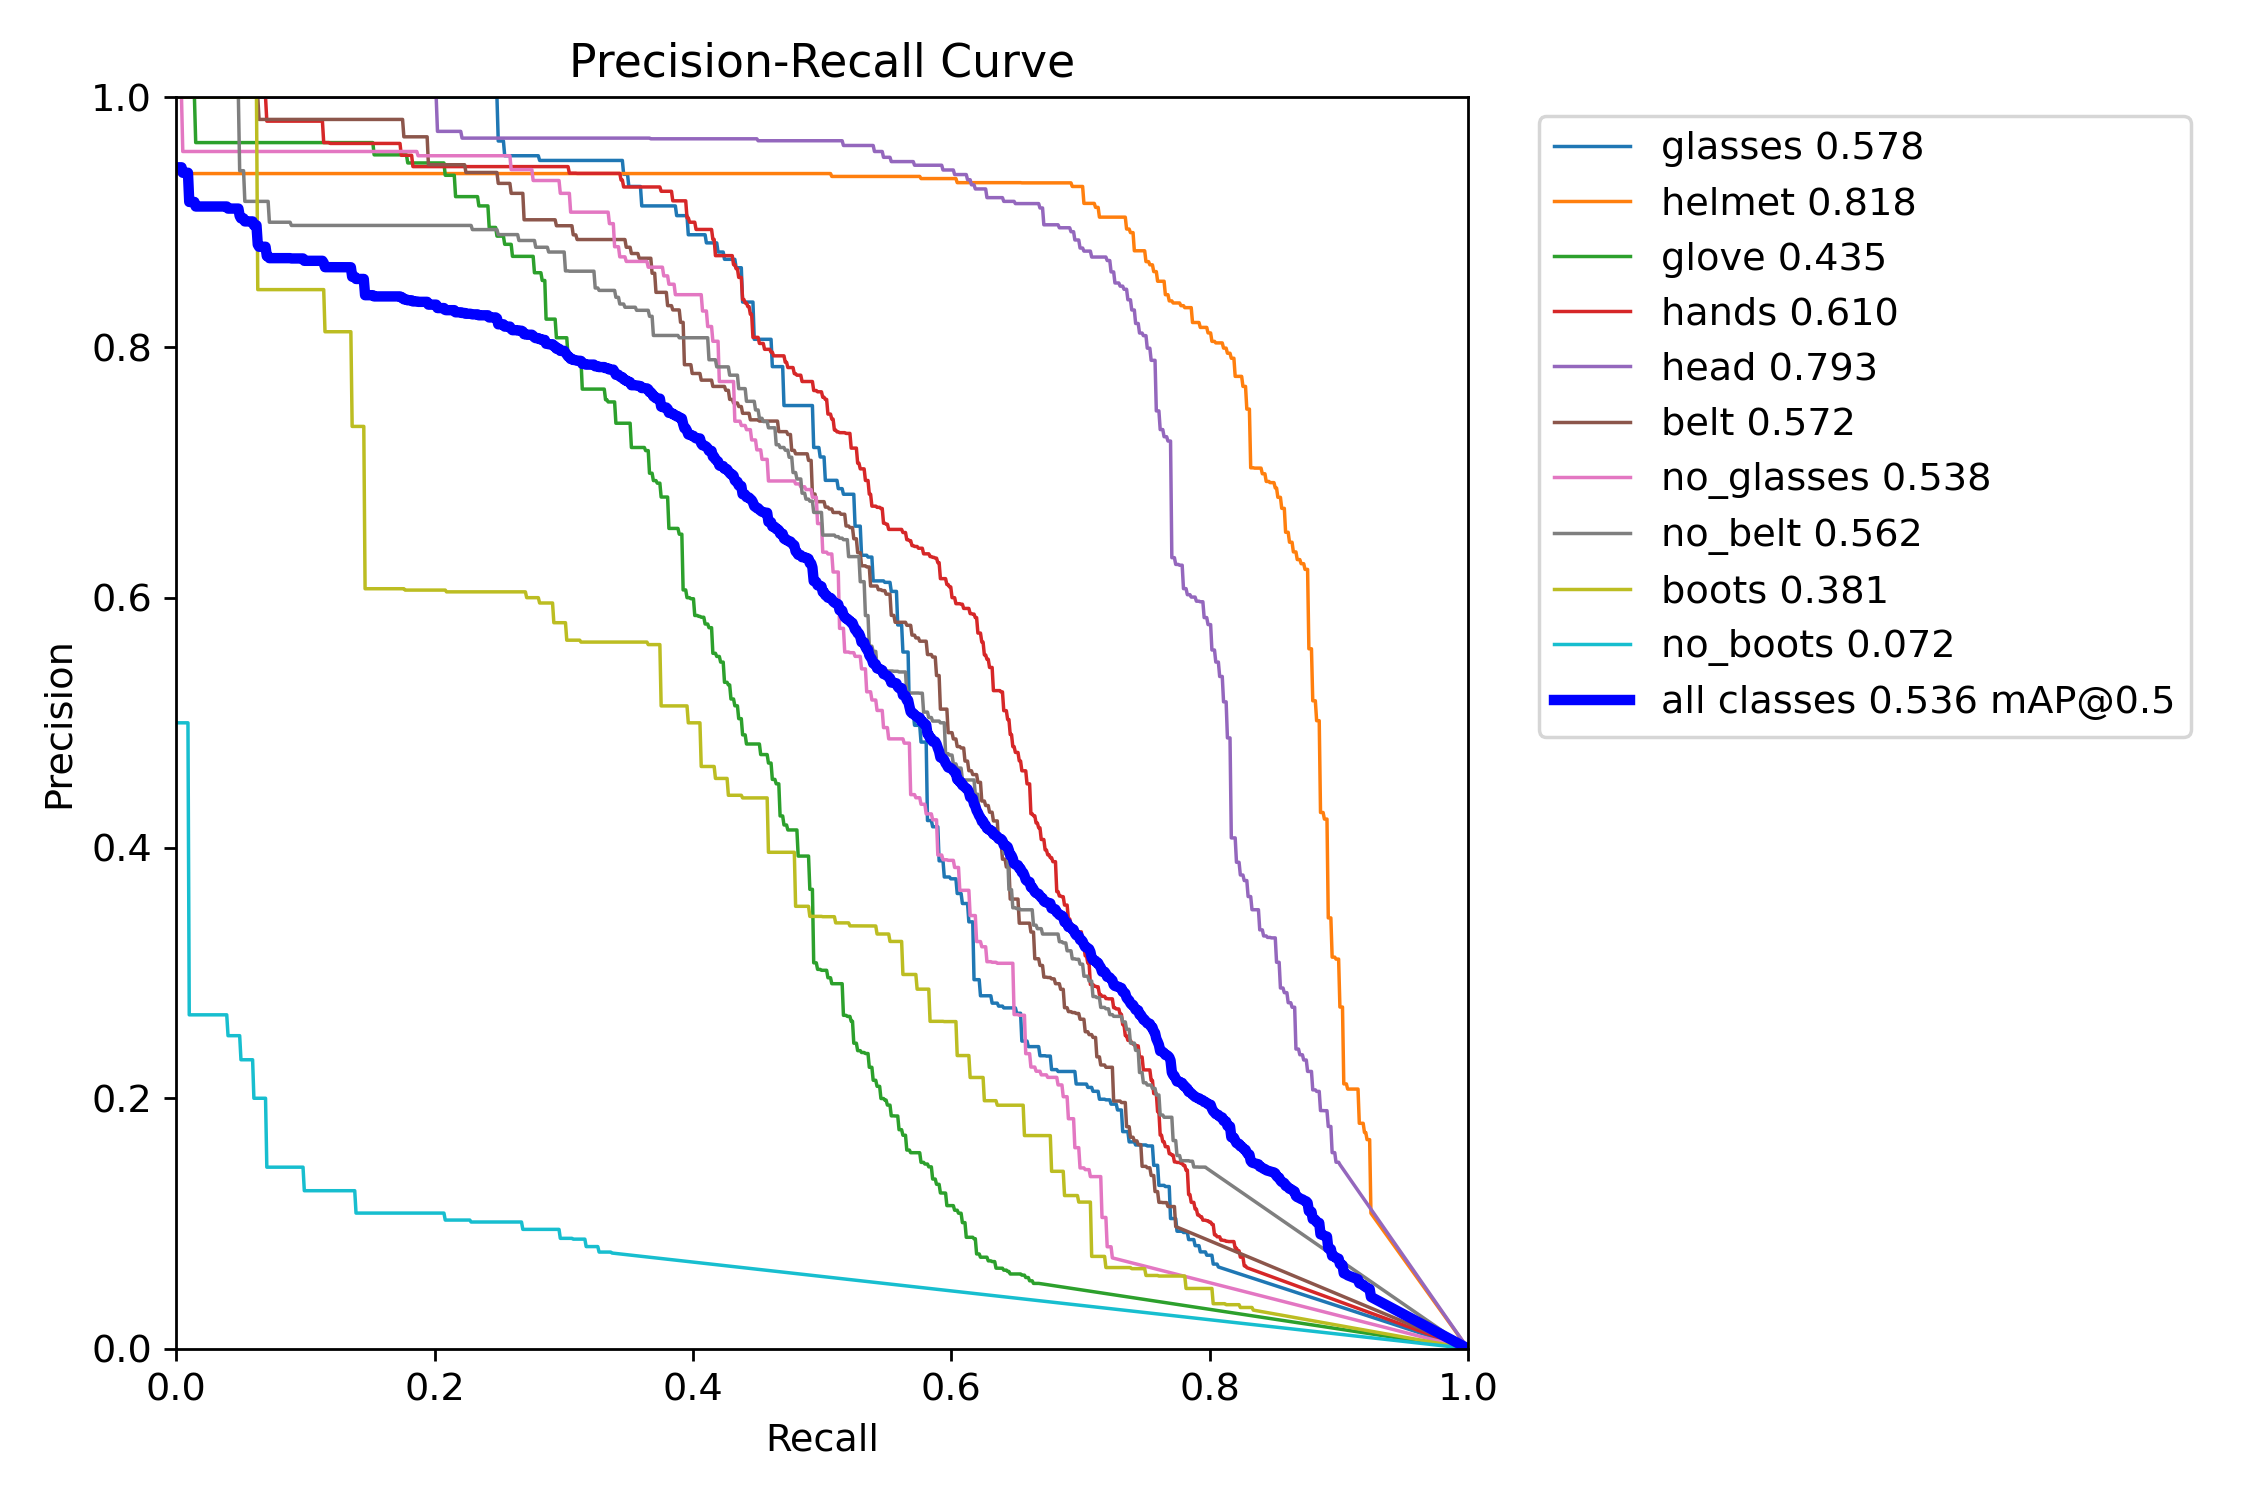 Precision-Recall Curve
1.0
0.8
0.6
0.4
0.2
0.0
Precision
0.0 0.2 0.4 0.6 0.8 1.0
Recall
glasses 0.578
helmet 0.818
glove 0.435
hands 0.610
head 0.793
belt 0.572
no_glasses 0.538
no_belt 0.562
boots 0.381
no_boots 0.072
all classes 0.536 mAP@0.5